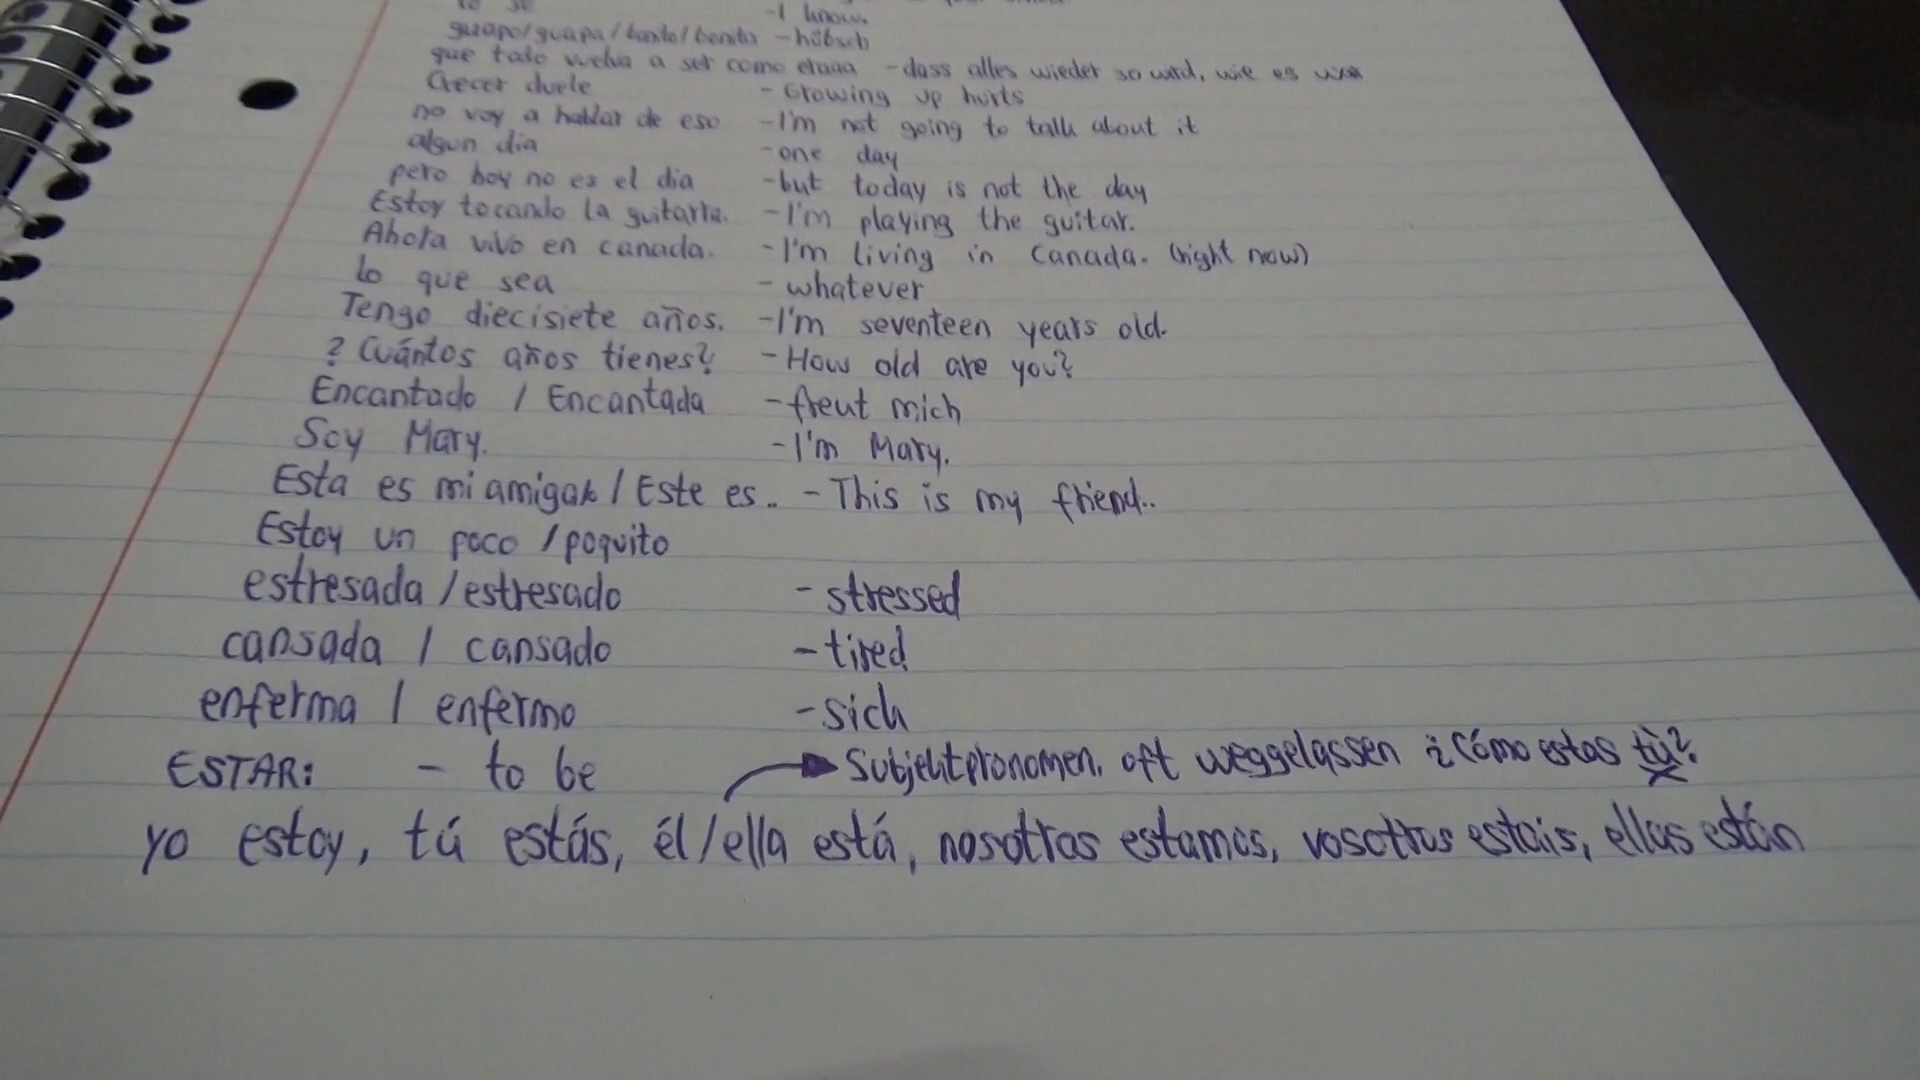 lo sé - I know.
guapo/guapa/bonito/bonita - hübsch
que todo vuelva a ser como era - dass alles wieder so wird, wie es war
Crecer duele - Growing up hurts
no voy a hablar de eso - I'm not going to talk about it
algun dia - one day
pero hoy no es el dia - but today is not the day
Estoy tocando la guitarra. - I'm playing the guitar.
Ahora vivo en canada. - I'm living in Canada. (right now)
lo que sea - whatever
Tengo diecisiete años. - I'm seventeen years old.
? Cuántos años tienes? - How old are you?
Encantado / Encantada - freut mich
Soy Mary. - I'm Mary.
Esta es mi amiga / Este es.. - This is my friend..
Estoy un poco / poquito
estresada / estresado - stressed
cansada / cansado - tired
enferma / enfermo - sick
ESTAR: - to be Subjektpronomen, oft weggelassen ¿Cómo estas tù?
yo estoy, tú estás, él/ella está, nosotros estamos, vosotros estais, ellas están